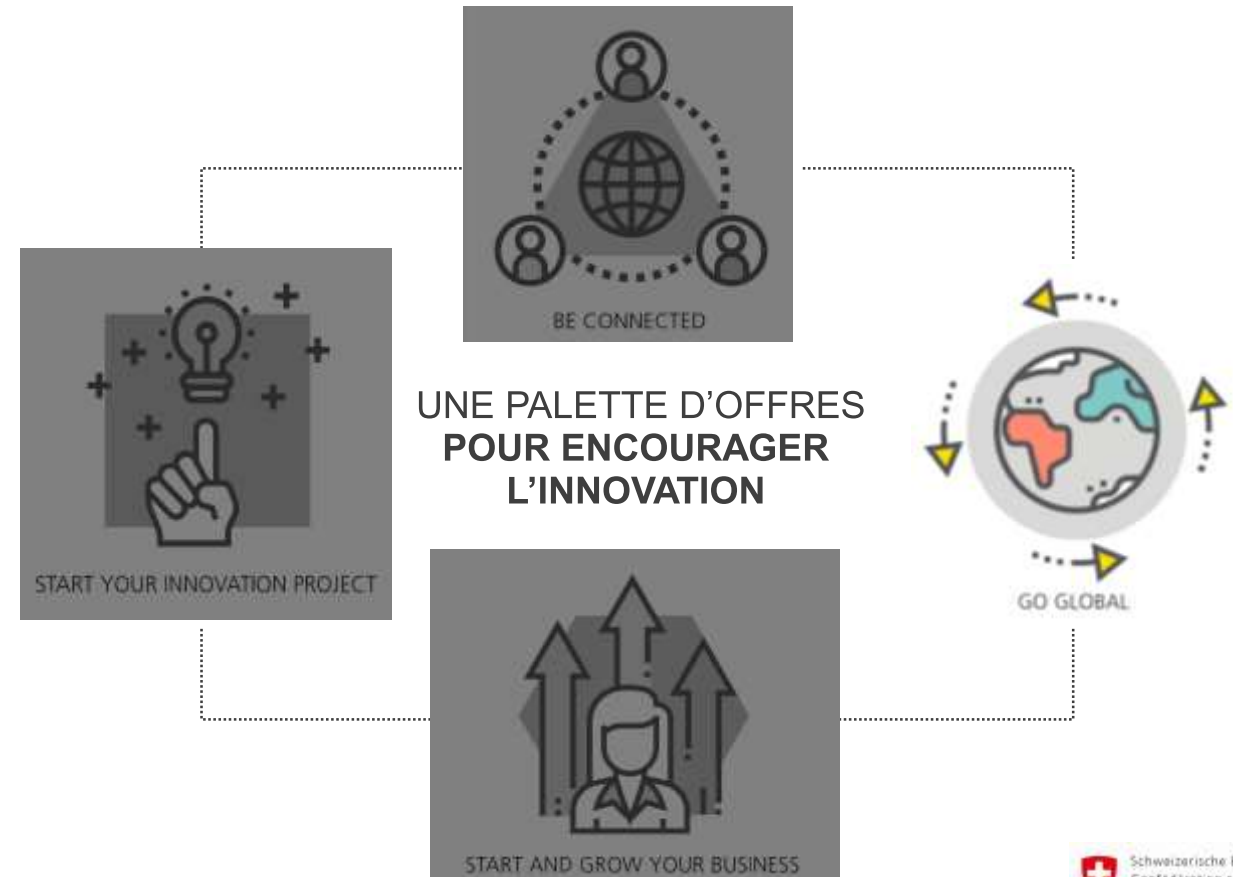 BE CONNECTED
UNE PALETTE D’OFFRES
POUR ENCOURAGER
L’INNOVATION
START YOUR INNOVATION PROJECT
GO GLOBAL
START AND GROW YOUR BUSINESS
Schweizerische